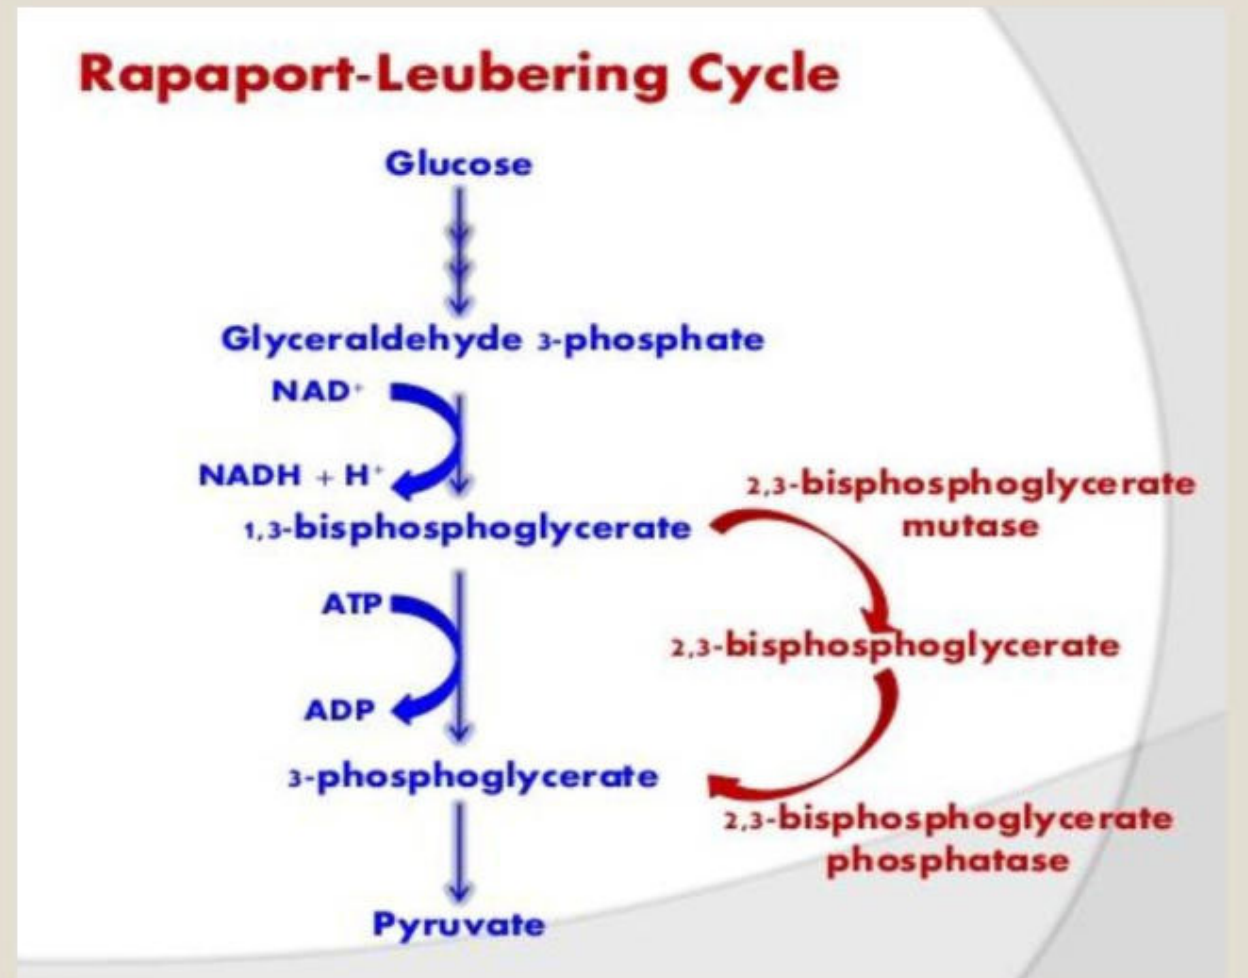 Rapaport-Leubering Cycle
Glucose
Glyceraldehyde 3-phosphate
NAD⁺
NADH + H⁺
1,3-bisphosphoglycerate
2,3-bisphosphoglycerate
mutase
ATP
ADP
2,3-bisphosphoglycerate
3-phosphoglycerate
2,3-bisphosphoglycerate
phosphatase
Pyruvate